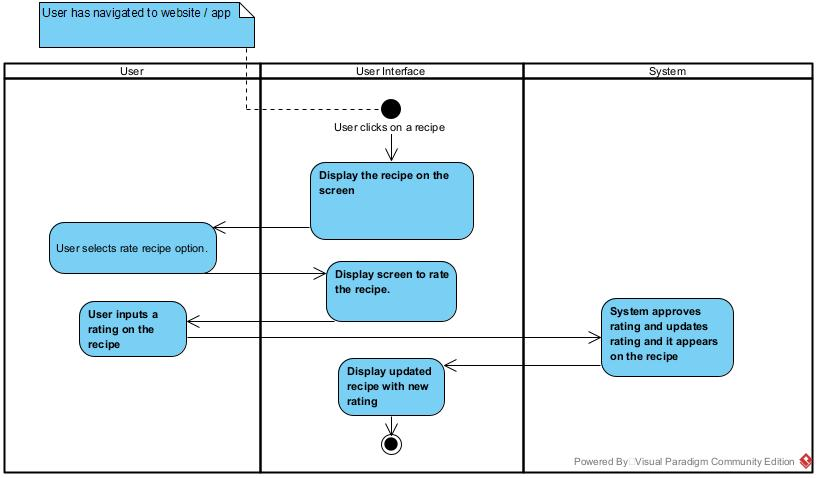 User has navigated to website / app
User
User Interface
System
User clicks on a recipe
Display the recipe on the
screen
User selects rate recipe option.
Display screen to rate
the recipe.
User inputs a
rating on the
recipe
System approves
rating and updates
rating and it appears
on the recipe
Display updated
recipe with new
rating
Powered By Visual Paradigm Community Edition